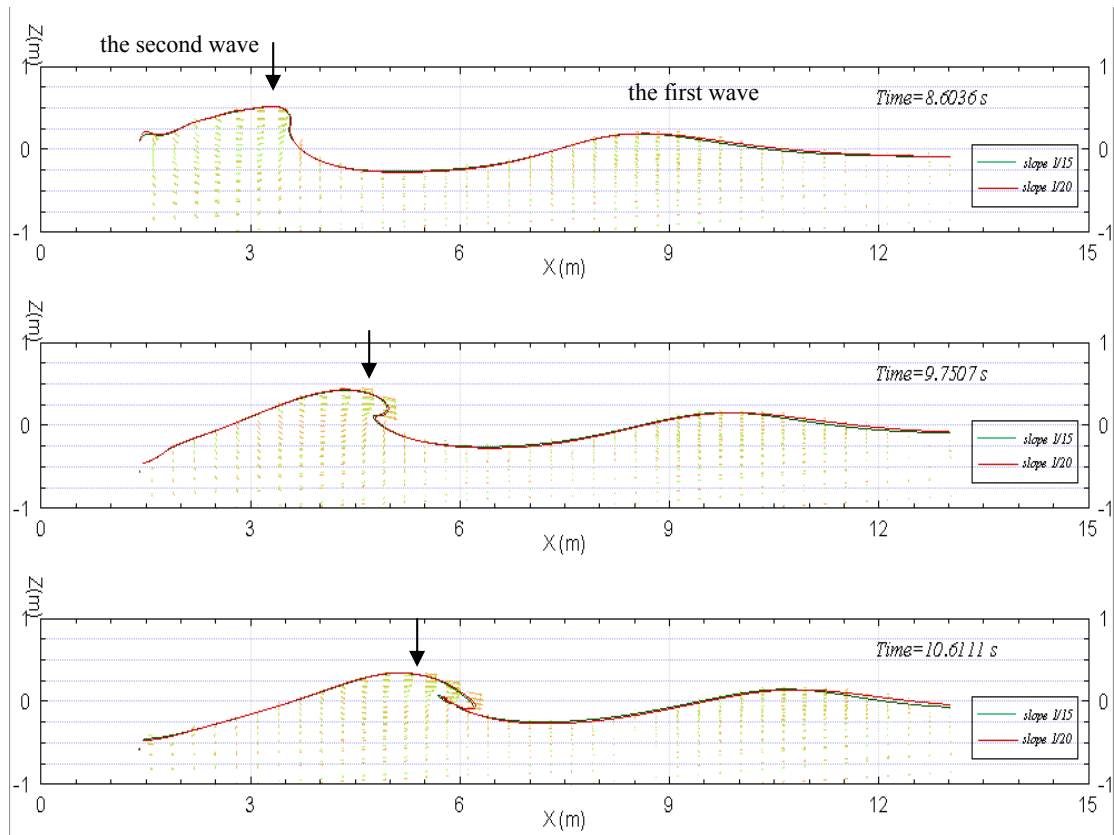 the second wave
the first wave
Z(m)
1
0
-1
1
0
-1
Time=8.6036 s
slope 1/15
slope 1/20
0 3 6 9 12 15
X(m)
Z(m)
1
0
-1
1
0
-1
Time=9.7507 s
slope 1/15
slope 1/20
0 3 6 9 12 15
X(m)
Z(m)
1
0
-1
1
0
-1
Time=10.6111 s
slope 1/15
slope 1/20
0 3 6 9 12 15
X(m)